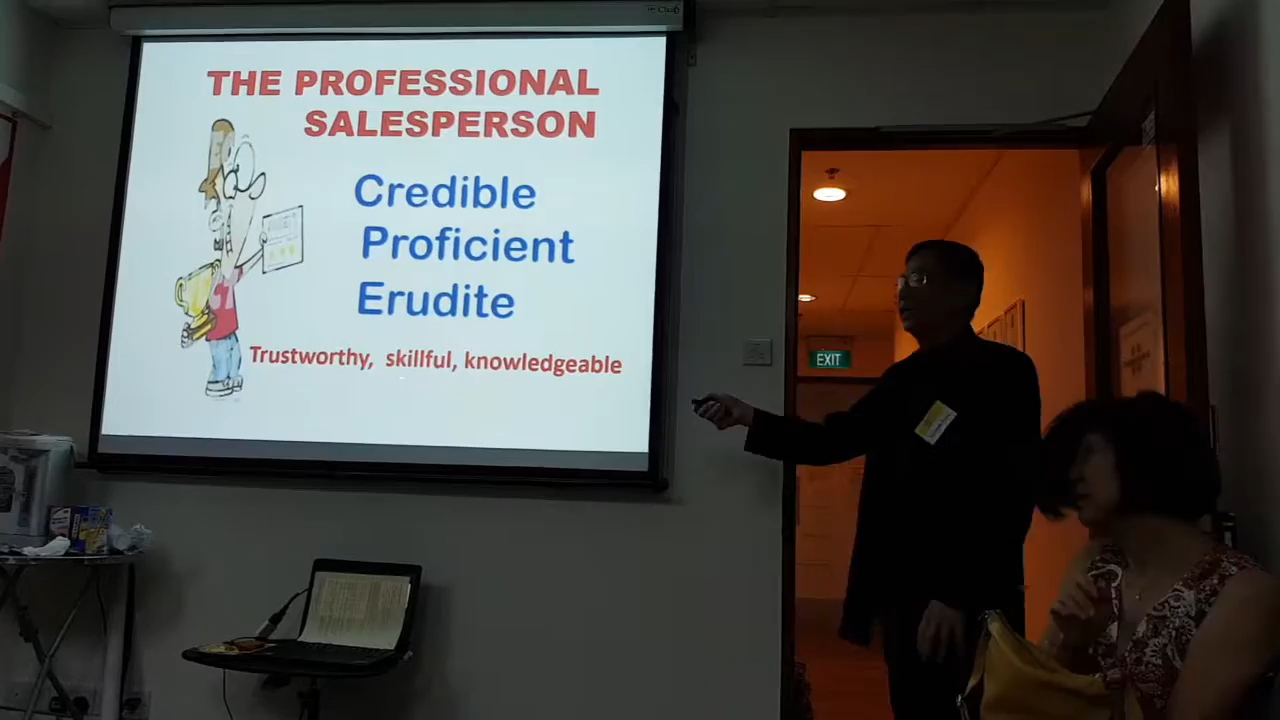 THE PROFESSIONAL
SALESPERSON
Credible
Proficient
Erudite
Trustworthy, skillful, knowledgeable
EXIT